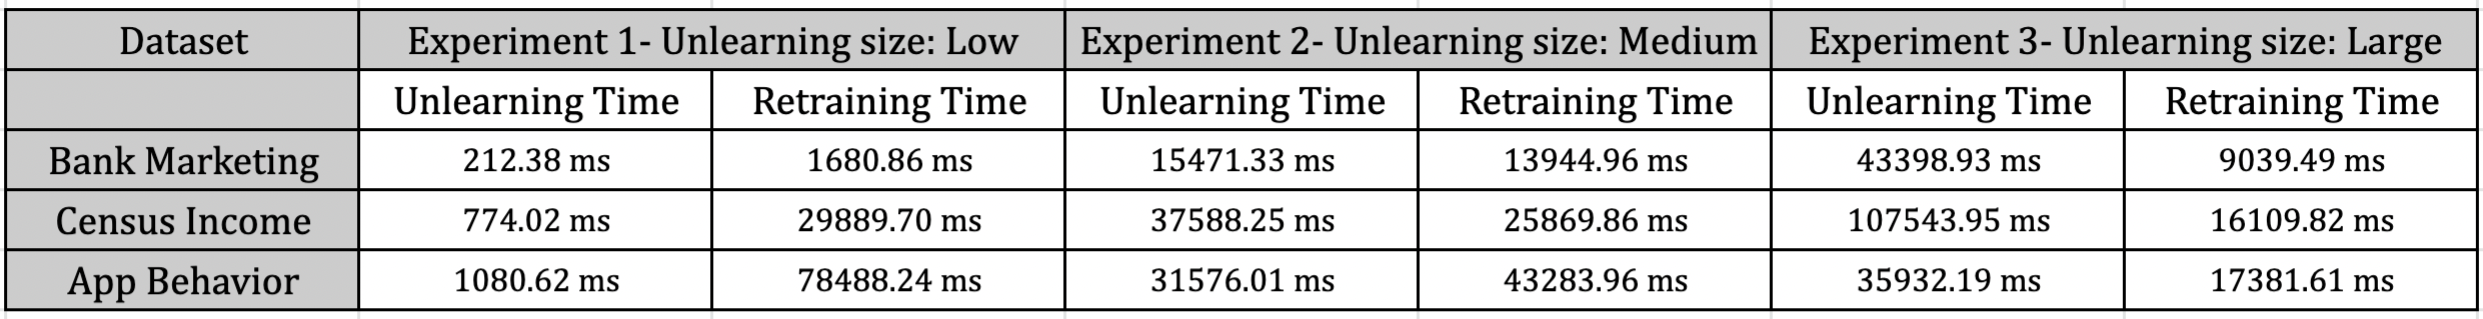 Dataset Experiment 1- Unlearning size: Low Experiment 2- Unlearning size: Medium Experiment 3- Unlearning size: Large
Unlearning Time Retraining Time Unlearning Time Retraining Time Unlearning Time Retraining Time
Bank Marketing 212.38 ms 1680.86 ms 15471.33 ms 13944.96 ms 43398.93 ms 9039.49 ms
Census Income 774.02 ms 29889.70 ms 37588.25 ms 25869.86 ms 107543.95 ms 16109.82 ms
App Behavior 1080.62 ms 78488.24 ms 31576.01 ms 43283.96 ms 35932.19 ms 17381.61 ms